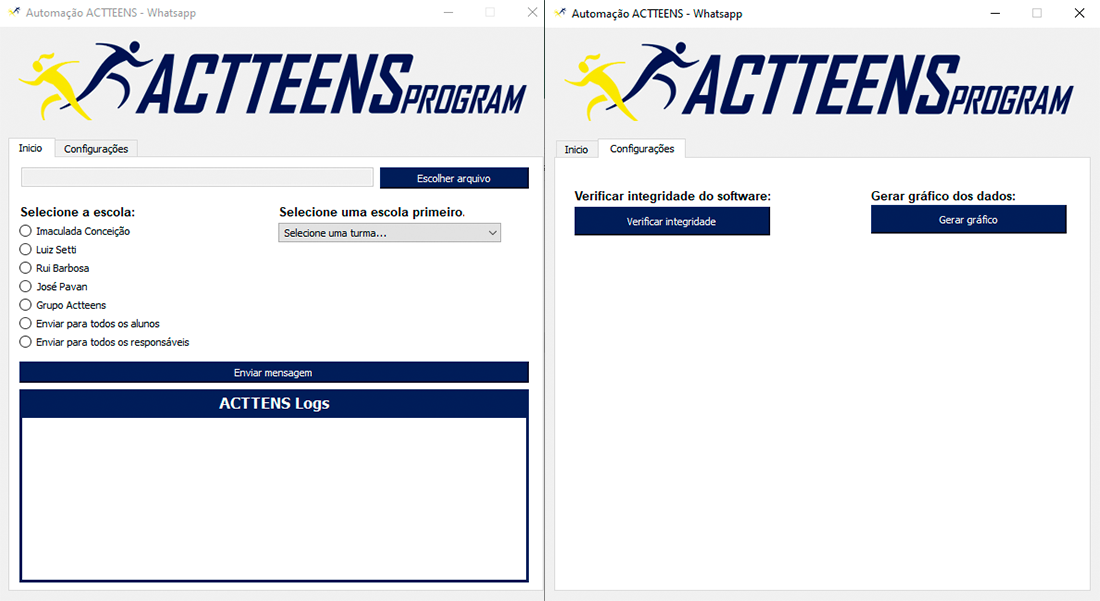 Automação ACTTEENS - Whatsapp
ACTTEENS PROGRAM
Inicio
Configurações
Escolher arquivo
Selecione a escola:
Imaculada Conceição
Luiz Setti
Rui Barbosa
José Pavan
Grupo Actteens
Enviar para todos os alunos
Enviar para todos os responsáveis
Selecione uma escola primeiro.
Selecione uma turma...
Enviar mensagem
ACTTENS Logs
Automação ACTTEENS - Whatsapp
ACTTEENS PROGRAM
Inicio
Configurações
Verificar integridade do software:
Verificar integridade
Gerar gráfico dos dados:
Gerar gráfico